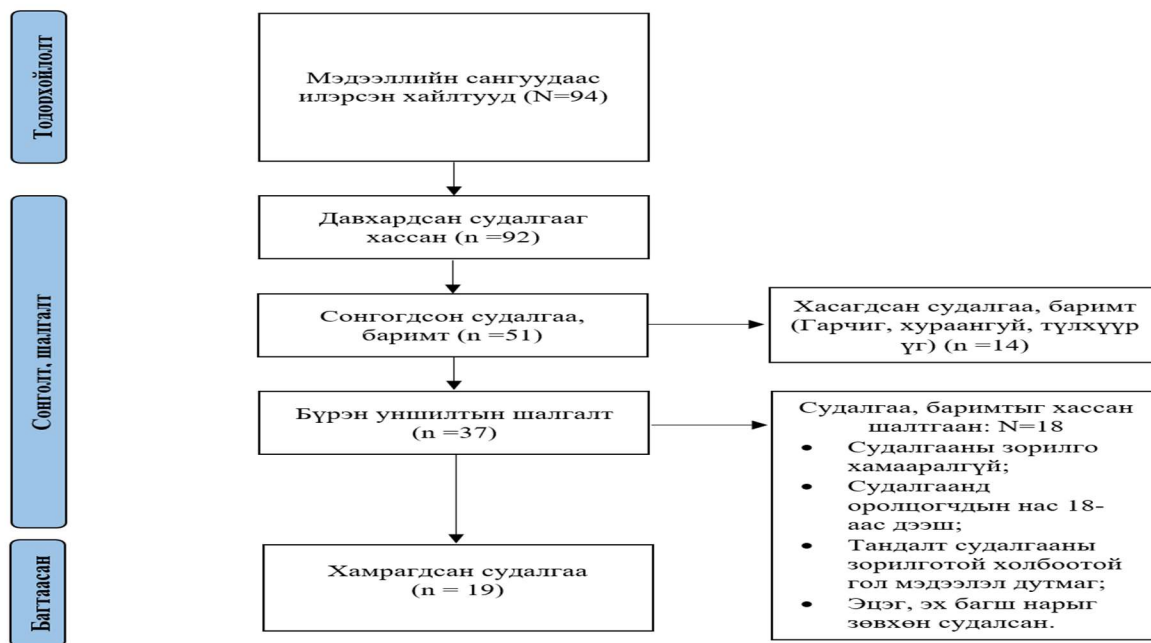 Тодорхойлолт
Мэдээллийн сангуудаас
илэрсэн хайлтууд (N=94)
Сонголт, шалгалт
Давхардсан судалгааг
хассан (n =92)
Сонгогдсон судалгаа,
баримт (n =51)
Хасагдсан судалгаа, баримт
(Гарчиг, хураангуй, түлхүүр
үг) (n =14)
Бүрэн уншилтын шалгалт
(n =37)
Судалгаа, баримтыг хассан
шалтгаан: N=18
• Судалгааны зорилго
хамааралгүй;
• Судалгаанд
оролцогчдын нас 18-
аас дээш;
• Тандалт судалгааны
зорилготой холбоотой
гол мэдээлэл дутмаг;
• Эцэг, эх багш нарыг
зөвхөн судалсан.
Багтаасан
Хамрагдсан судалгаа
(n = 19)